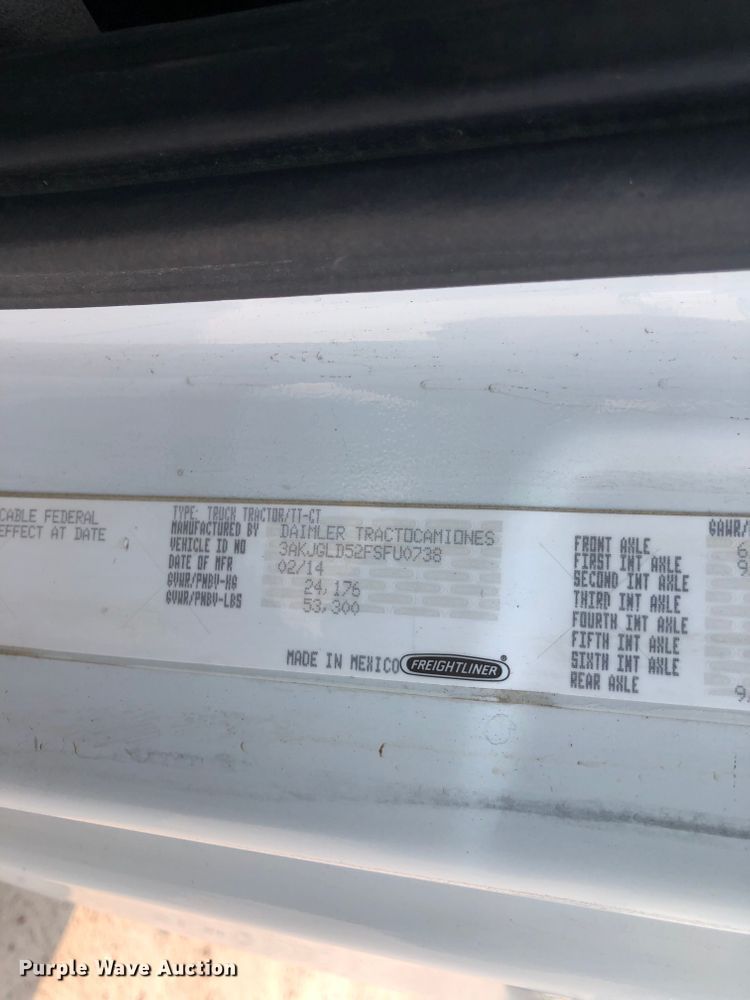 CABLE FEDERAL
EFFECT AT DATE
TYPE: TRUCK TRACTOR/TT-CT
MANUFACTURED BY DAIMLER TRACTOCAMIONES
VEHICLE ID NO 3AKJGLD52FSFU0738
DATE OF MFR 02/14
GVWR/PNBV-KG 24,176
GVWR/PNBV-LBS 53,300
MADE IN MEXICO FREIGHTLINER
GAWR/
FRONT AXLE 6
FIRST INT AXLE 9
SECOND INT AXLE
THIRD INT AXLE
FOURTH INT AXLE
FIFTH INT AXLE
SIXTH INT AXLE
REAR AXLE 9,
Purple Wave Auction